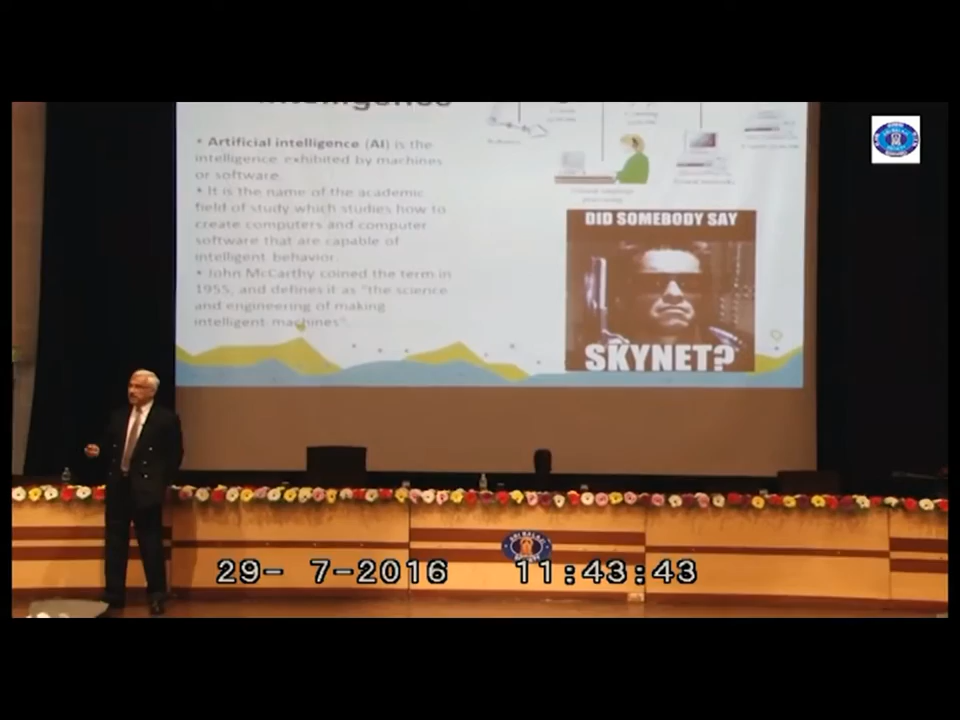 • Artificial intelligence (AI) is the
intelligence exhibited by machines
or software.
• It is the name of the academic
field of study which studies how to
create computers and computer
software that are capable of
intelligent behavior.
• John McCarthy coined the term in
1955, and defines it as "the science
and engineering of making
intelligent machines".
DID SOMEBODY SAY
SKYNET?
29- 7-2016 11:43:43